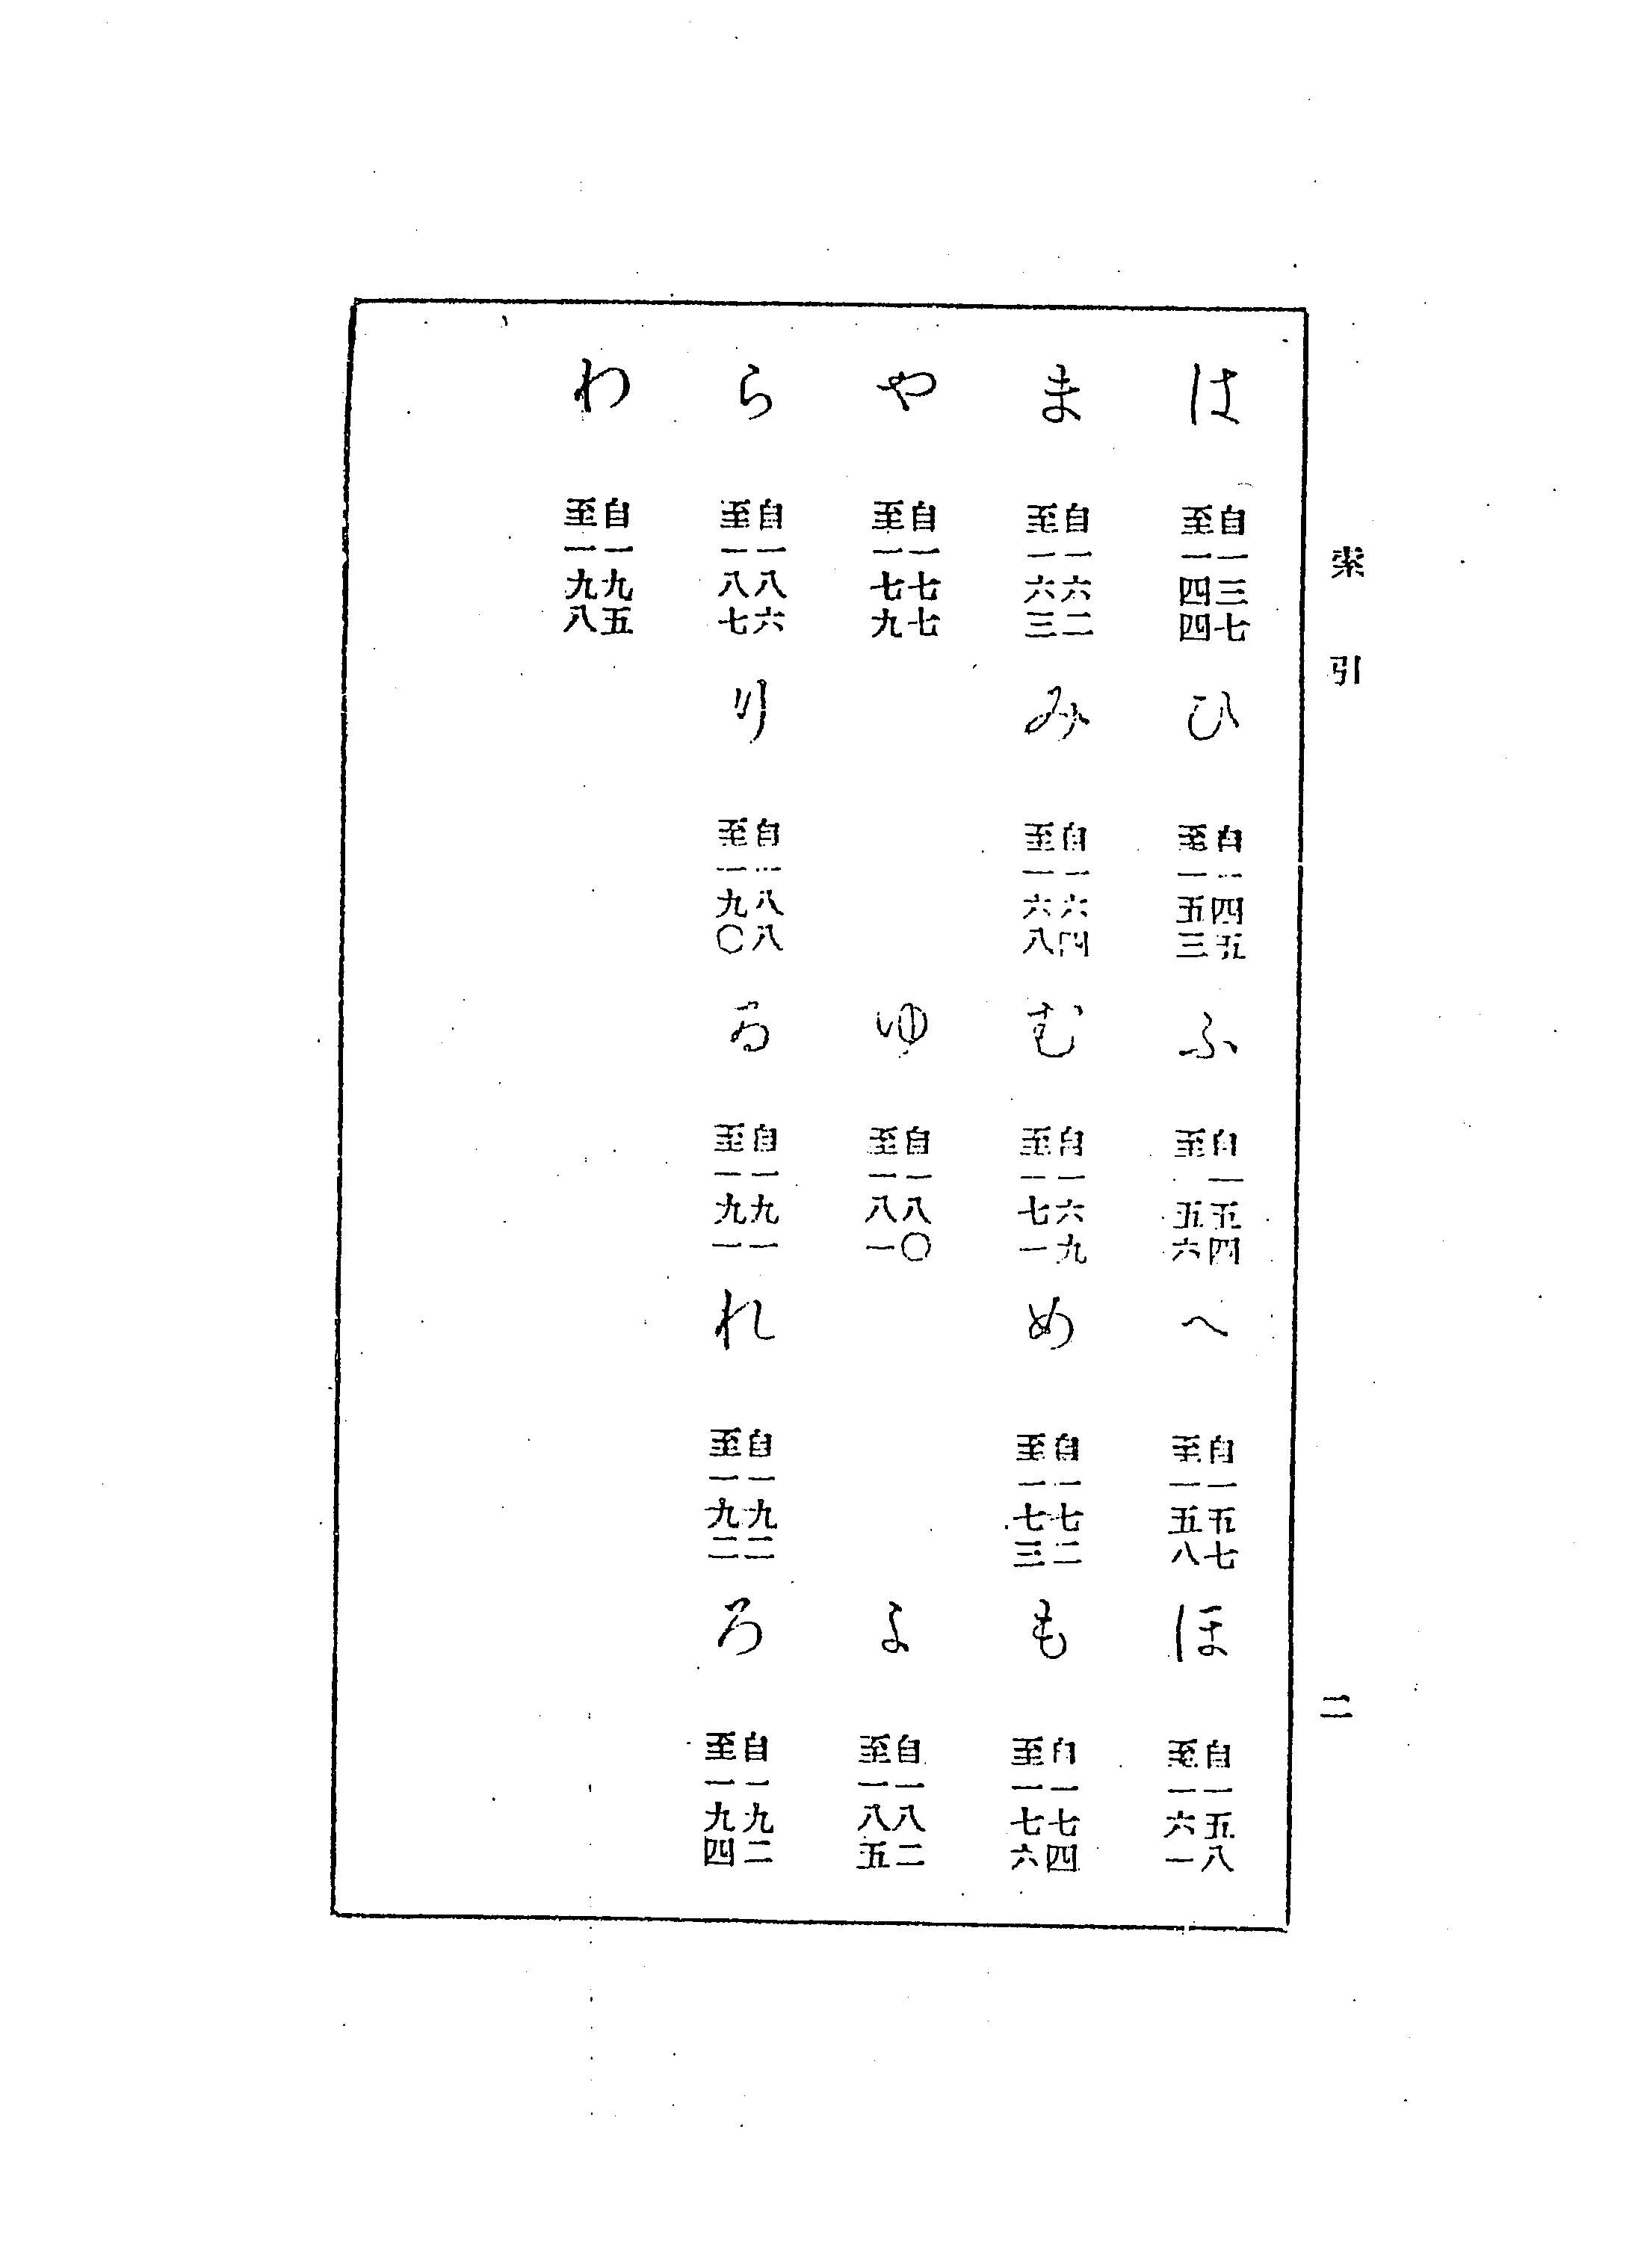 索引
二
は 自一三七 至一四四 ひ 自一四五 至一五三 ふ 自一五四 至 五六 へ 自一五七 至一五八 ほ 自一五八 至一六一
ま 自一六二 至一六三 み 自一六四 至一六八 む 自一六九 至一七一 め 自一七二 至一七三 も 自一七四 至一七六
や 自一七七 至一七九 ゆ 自一八〇 至一八一 よ 自一八二 至一八五
ら 自一八六 至一八七 り 自一八八 至一九〇 る 自一九一 至一九一 れ 自一九二 至一九二 ろ 自一九二 至一九四
わ 自一九五 至一九八